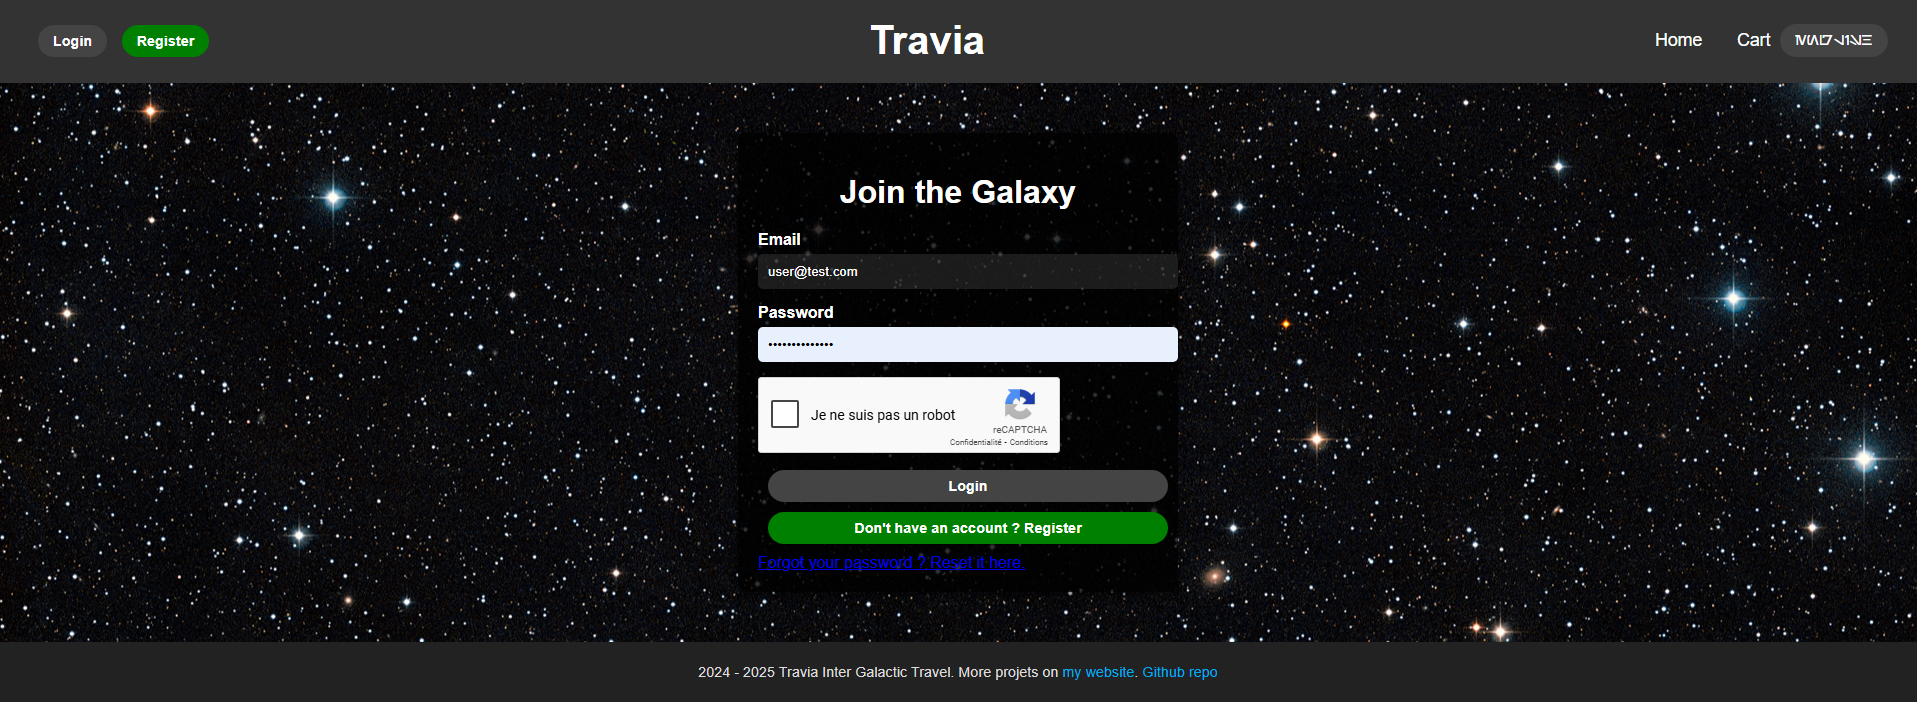 Login
Register
Travia
Home
Cart
Join the Galaxy
Email
user@test.com
Password
••••••••••••••
Je ne suis pas un robot
reCAPTCHA
Confidentialité - Conditions
Login
Don't have an account ? Register
Forgot your password ? Reset it here.
2024 - 2025 Travia Inter Galactic Travel. More projets on my website. Github repo